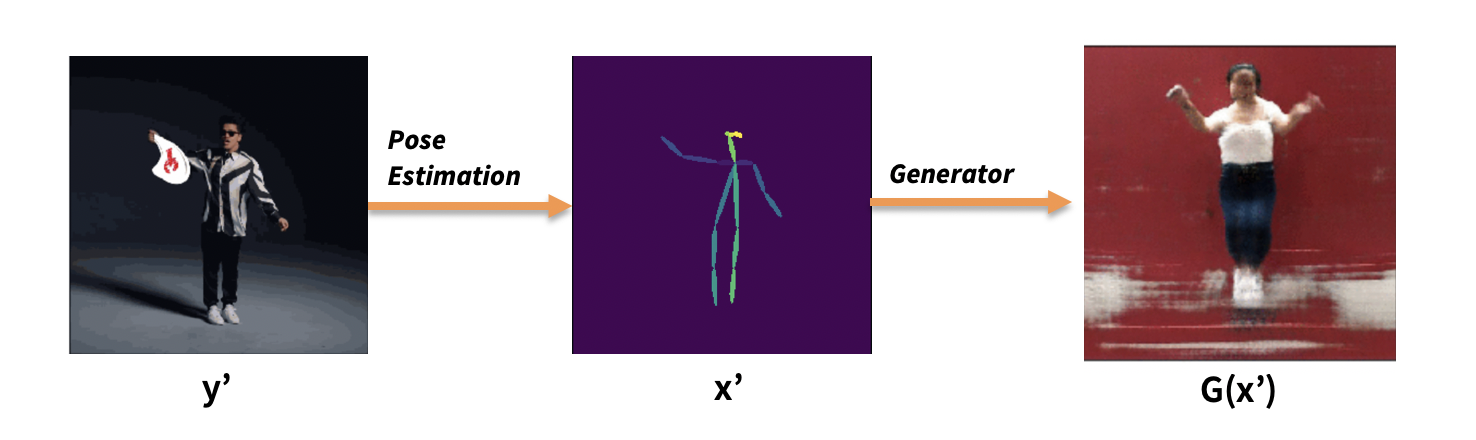 Pose
Estimation
Generator
y’
x’
G(x’)